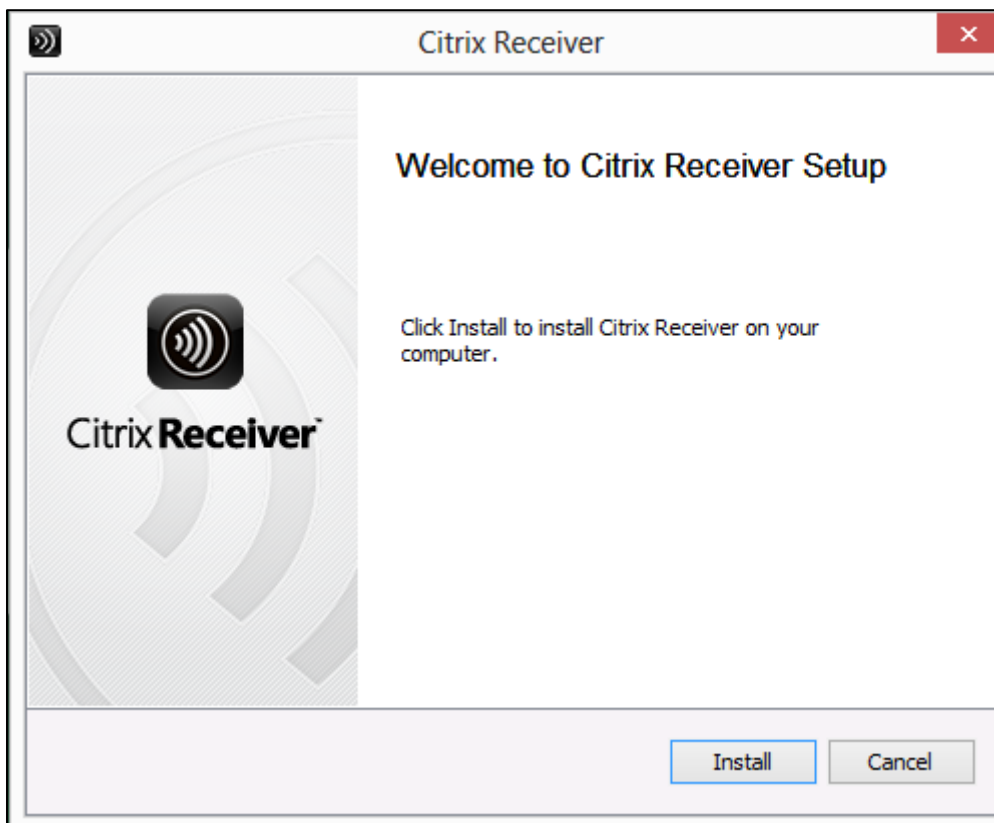 Citrix Receiver
Welcome to Citrix Receiver Setup
Click Install to install Citrix Receiver on your
computer.
Citrix Receiver™
Install
Cancel